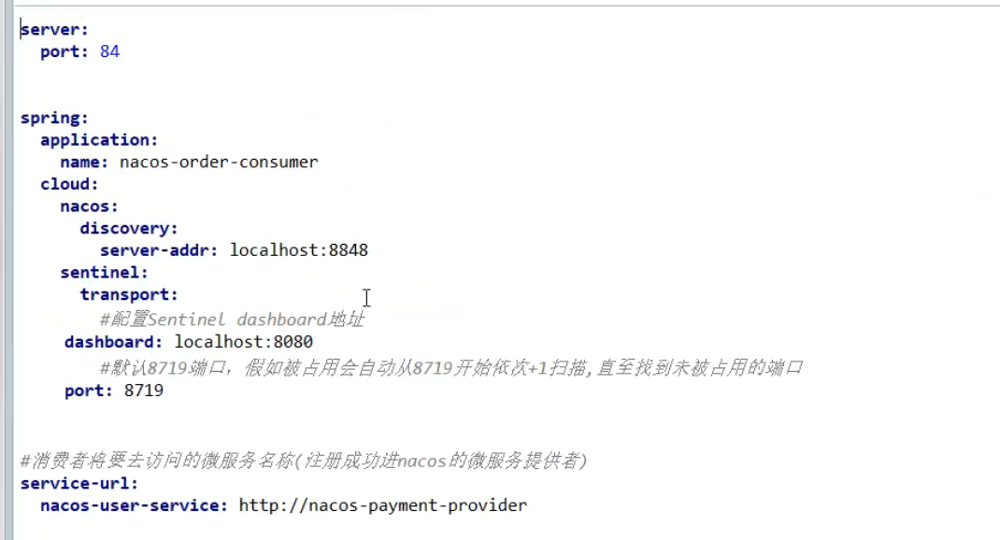 server:
  port: 84
spring:
  application:
    name: nacos-order-consumer
  cloud:
    nacos:
      discovery:
        server-addr: localhost:8848
    sentinel:
      transport:
        #配置Sentinel dashboard地址
    dashboard: localhost:8080
        #默认8719端口，假如被占用会自动从8719开始依次+1扫描,直至找到未被占用的端口
    port: 8719
#消费者将要去访问的微服务名称(注册成功进nacos的微服务提供者)
service-url:
  nacos-user-service: http://nacos-payment-provider